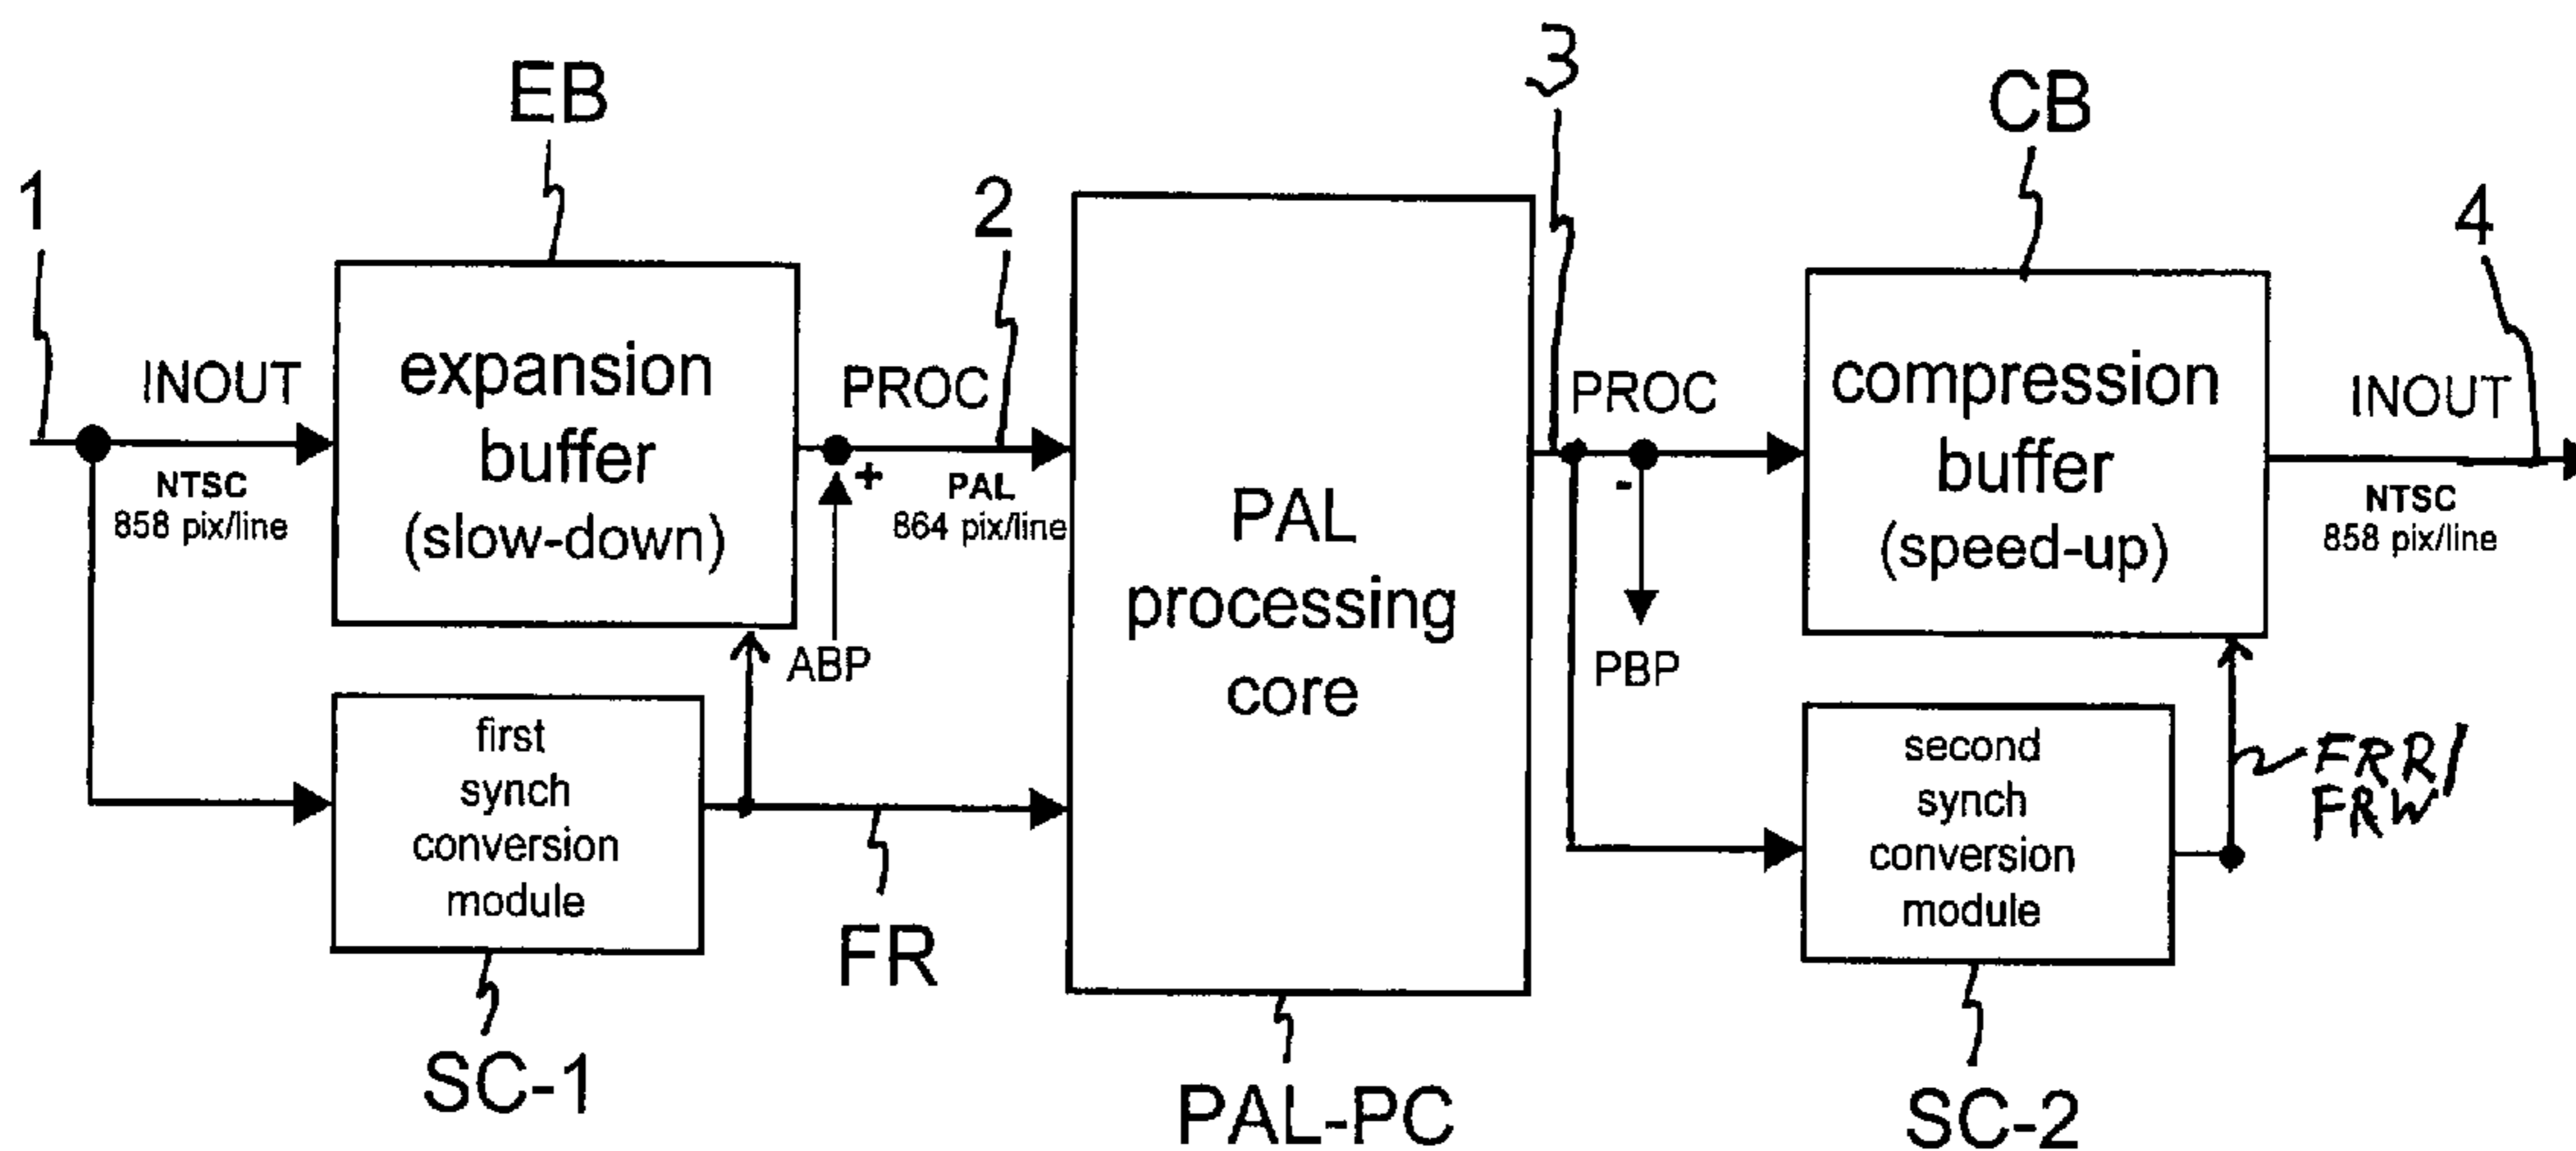 EB
1
INOUT
NTSC
858 pix/line
expansion
buffer
(slow-down)
2
PROC
+
PAL
864 pix/line
ABP
first
synch
conversion
module
SC-1
FR
PAL
processing
core
PAL-PC
3
PROC
-
PBP
CB
compression
buffer
(speed-up)
4
INOUT
NTSC
858 pix/line
second
synch
conversion
module
SC-2
FRR/
FRW